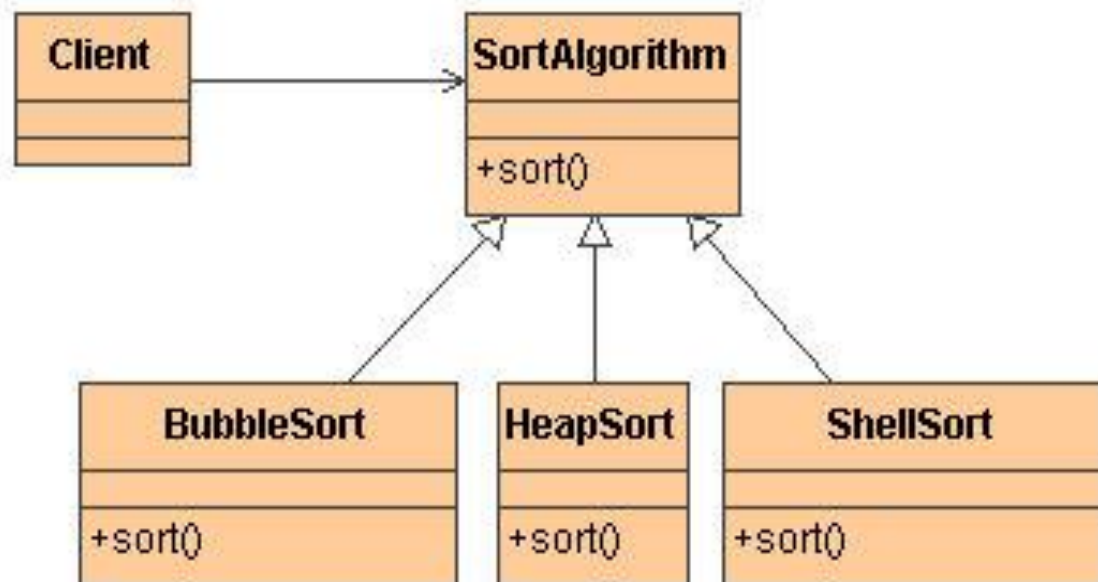 Client
SortAlgorithm
+sort()
BubbleSort
HeapSort
ShellSort
+sort()
+sort()
+sort()